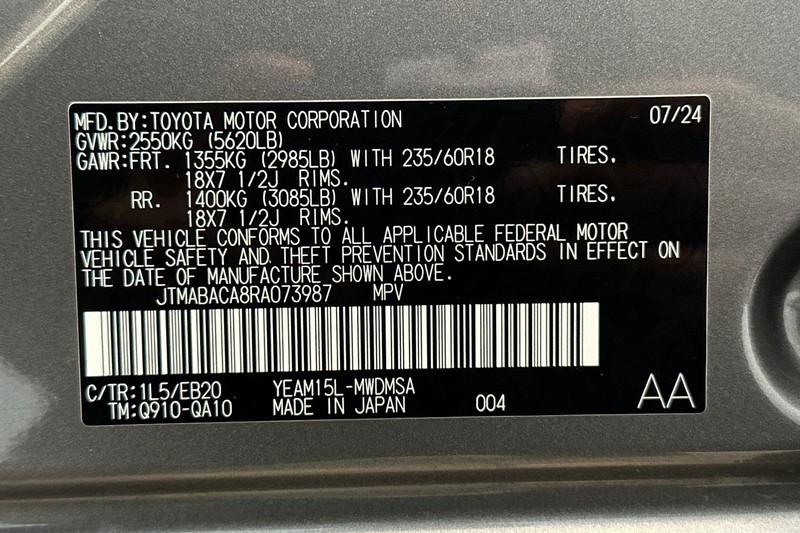 MFD.BY:TOYOTA MOTOR CORPORATION 07/24
GVWR:2550KG (5620LB)
GAWR:FRT. 1355KG (2985LB) WITH 235/60R18 TIRES.
18X7 1/2J RIMS.
RR. 1400KG (3085LB) WITH 235/60R18 TIRES.
18X7 1/2J RIMS.
THIS VEHICLE CONFORMS TO ALL APPLICABLE FEDERAL MOTOR
VEHICLE SAFETY AND THEFT PREVENTION STANDARDS IN EFFECT ON
THE DATE OF MANUFACTURE SHOWN ABOVE.
JTMABACA8RA073987 MPV
C/TR:1L5/EB20 YEAM15L-MWDMSA AA
TM:Q910-QA10 MADE IN JAPAN 004